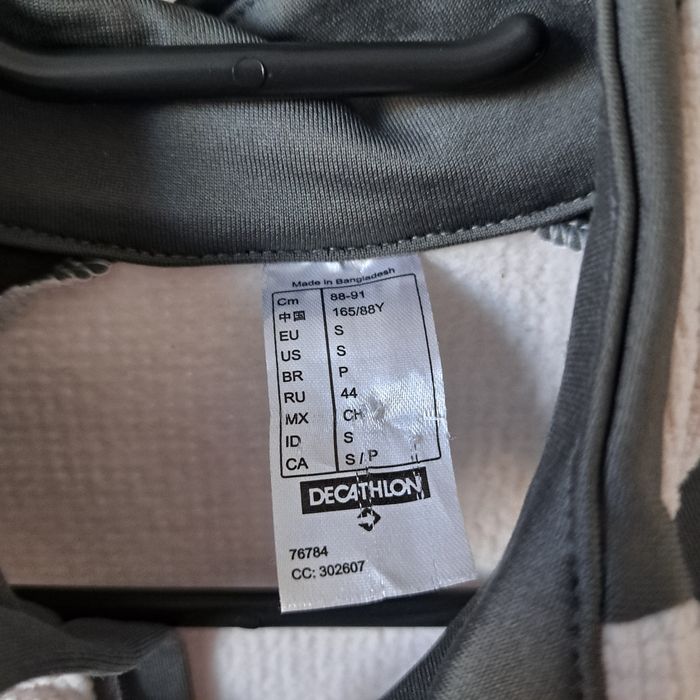 Made in Bangladesh
Cm 88-91
中国 165/88Y
EU S
US S
BR P
RU 44
MX CH
ID S
CA S / P
DECATHLON
76784
CC: 302607